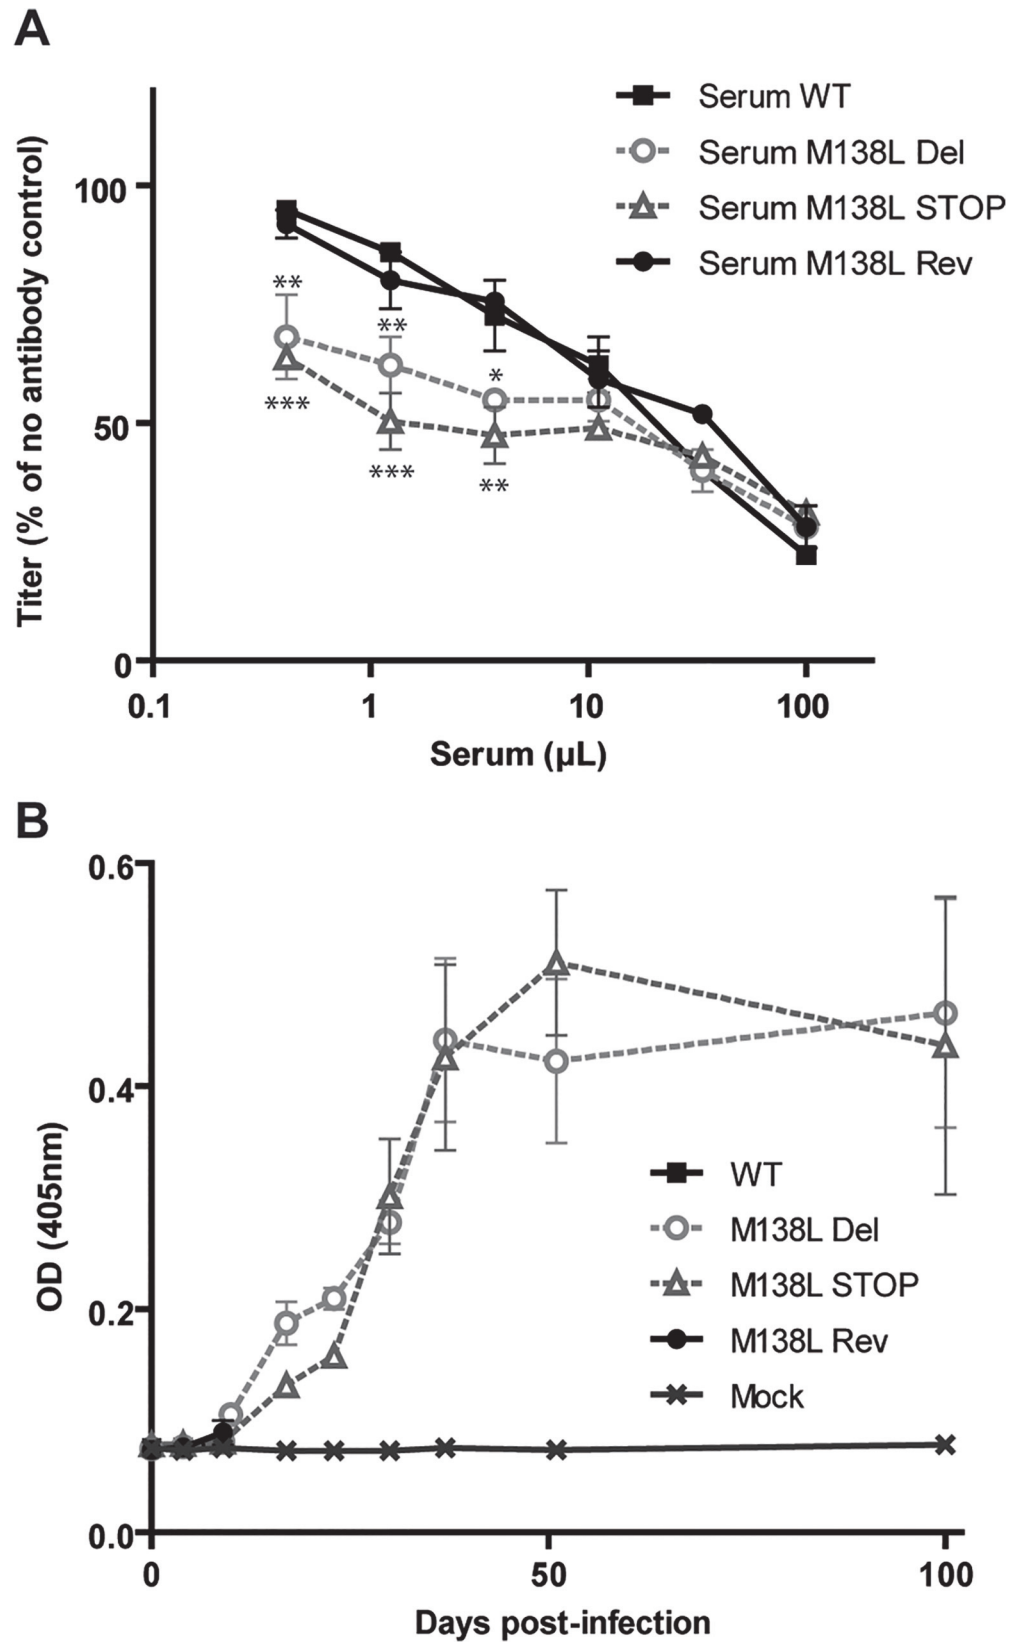 A
Titer (% of no antibody control)
100
50
0
Serum WT
Serum M138L Del
Serum M138L STOP
Serum M138L Rev
**
***
**
***
*
**
0.1 1 10 100
Serum (µL)
B
OD (405nm)
0.6
0.4
0.2
0.0
WT
M138L Del
M138L STOP
M138L Rev
Mock
0 50 100
Days post-infection